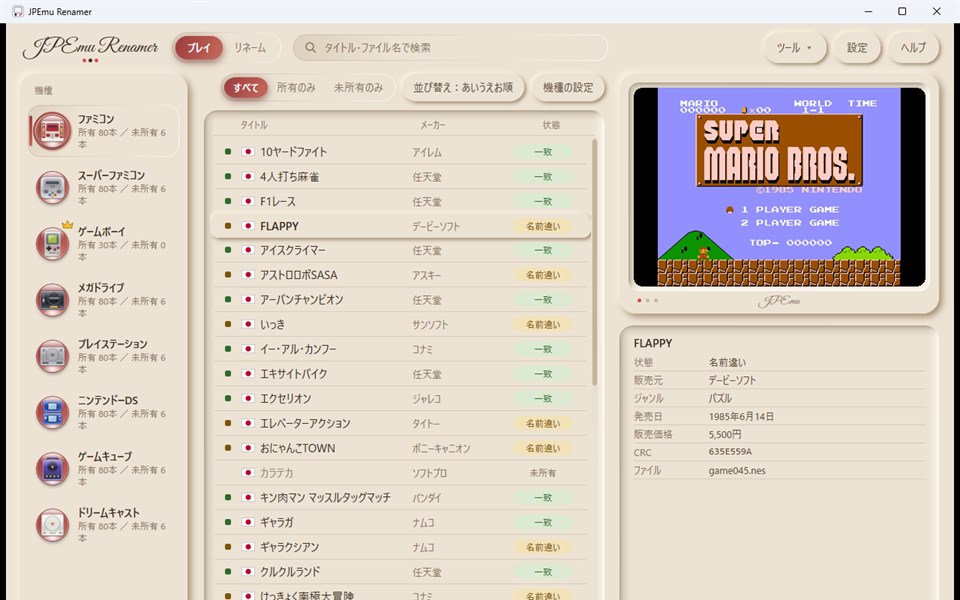 JPEmu Renamer
JPEmu Renamer
プレイ
リネーム
タイトル・ファイル名で検索
ツール
設定
ヘルプ
機種
ファミコン
所有 80本 ／ 未所有 6
本
スーパーファミコン
所有 80本 ／ 未所有 6
本
ゲームボーイ
所有 30本 ／ 未所有 0
本
メガドライブ
所有 80本 ／ 未所有 6
本
プレイステーション
所有 80本 ／ 未所有 6
本
ニンテンドーDS
所有 80本 ／ 未所有 6
本
ゲームキューブ
所有 80本 ／ 未所有 6
本
ドリームキャスト
所有 80本 ／ 未所有 6
本
すべて
所有のみ
未所有のみ
並び替え：あいうえお順
機種の設定
タイトル メーカー 状態
10ヤードファイト アイレム 一致
4人打ち麻雀 任天堂 一致
F1レース 任天堂 一致
FLAPPY デービーソフト 名前違い
アイスクライマー 任天堂 一致
アストロロボSASA アスキー 名前違い
アーバンチャンピオン 任天堂 一致
いっき サンソフト 名前違い
イー・アル・カンフー コナミ 一致
エキサイトバイク 任天堂 一致
エクセリオン ジャレコ 一致
エレベーターアクション タイトー 名前違い
おにゃんこTOWN ポニーキャニオン 名前違い
カラテカ ソフトプロ 未所有
キン肉マン マッスルタッグマッチ バンダイ 一致
ギャラガ ナムコ 一致
ギャラクシアン ナムコ 名前違い
クルクルランド 任天堂 一致
けっきょく南極大冒険 コナミ 名前違い
MARIO WORLD TIME
000000 x00 1-1
SUPER
MARIO BROS.
©1985 NINTENDO
1 PLAYER GAME
2 PLAYER GAME
TOP- 000000
JPEmu
FLAPPY
状態 名前違い
販売元 デービーソフト
ジャンル パズル
発売日 1985年6月14日
販売価格 5,500円
CRC 635E559A
ファイル game045.nes